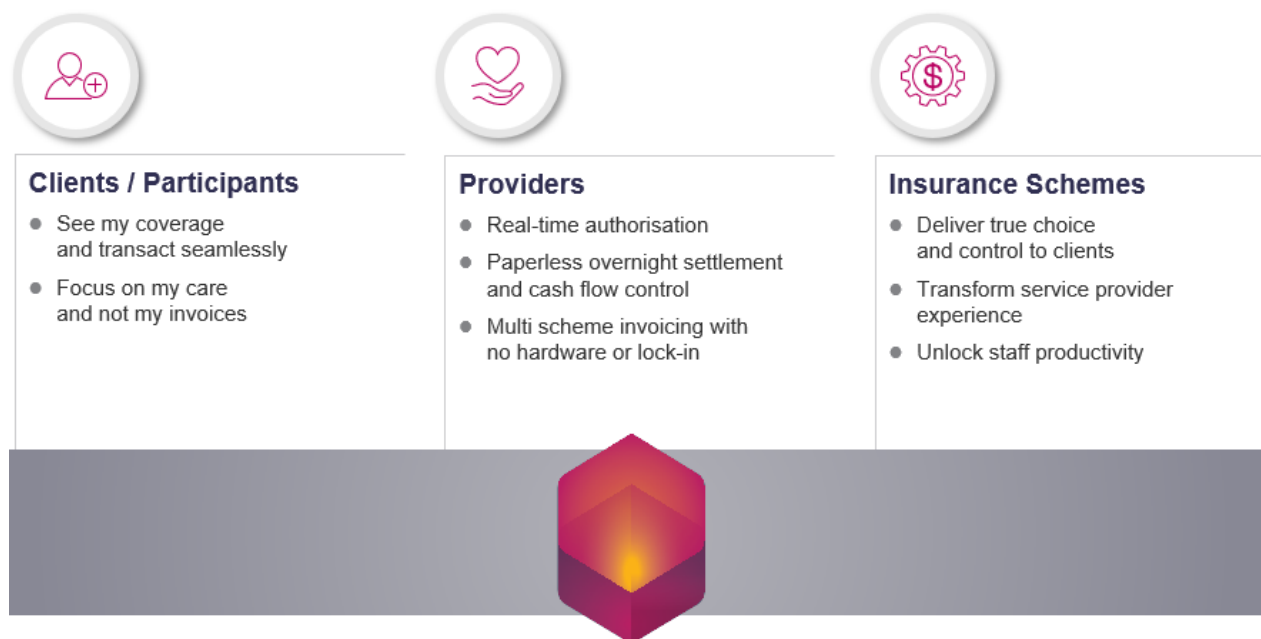 Clients / Participants
See my coverage
and transact seamlessly
Focus on my care
and not my invoices
Providers
Real-time authorisation
Paperless overnight settlement
and cash flow control
Multi scheme invoicing with
no hardware or lock-in
$
Insurance Schemes
Deliver true choice
and control to clients
Transform service provider
experience
Unlock staff productivity